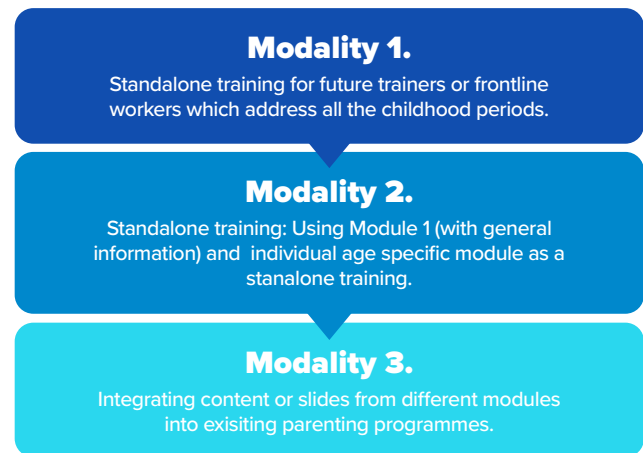 Modality 1.
Standalone training for future trainers or frontline
workers which address all the childhood periods.
Modality 2.
Standalone training: Using Module 1 (with general
information) and individual age specific module as a
stanalone training.
Modality 3.
Integrating content or slides from different modules
into exisiting parenting programmes.